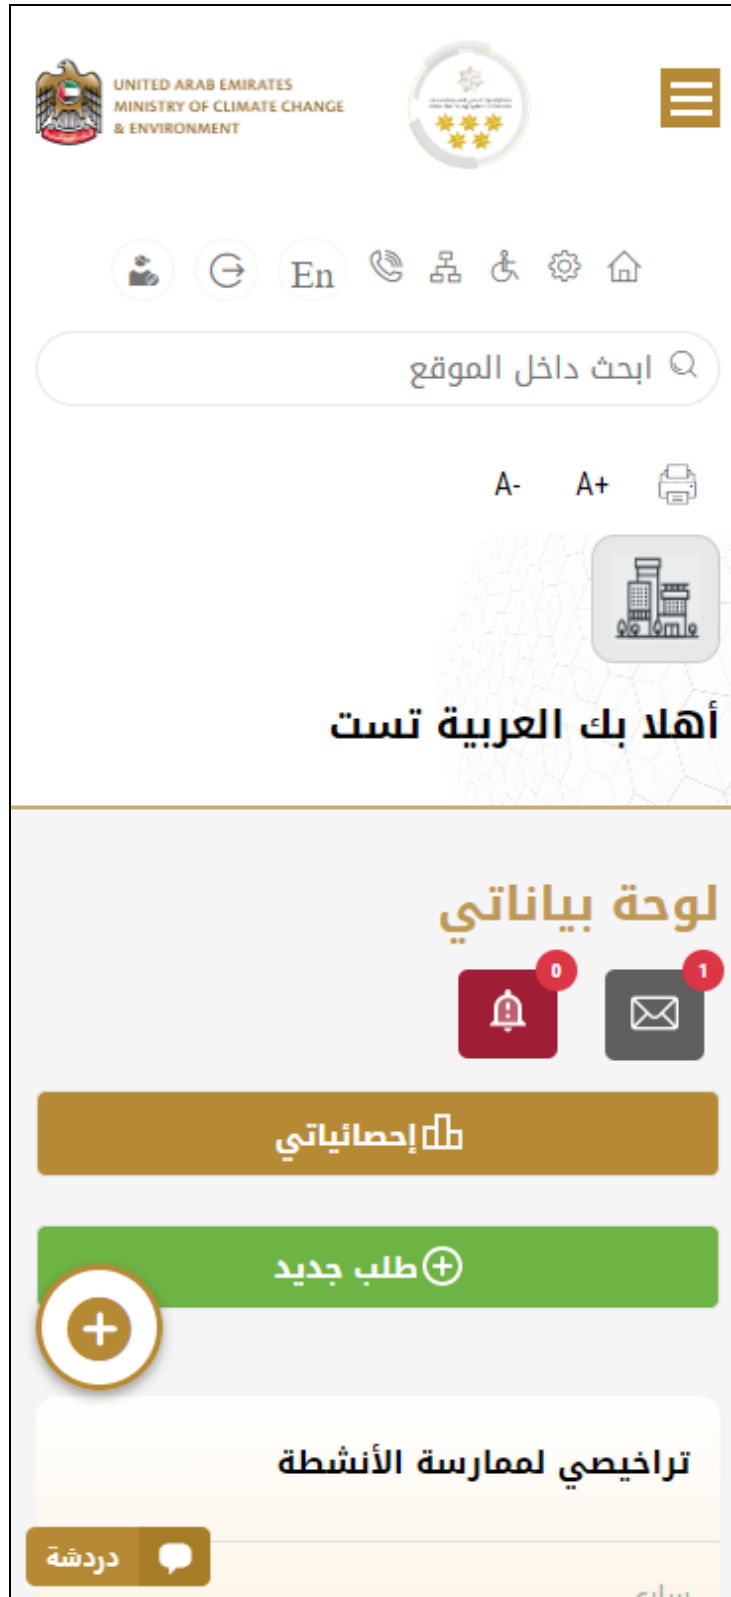 UNITED ARAB EMIRATES
MINISTRY OF CLIMATE CHANGE
& ENVIRONMENT
En
ابحث داخل الموقع
A+ A-
أهلا بك العربية تست
لوحة بياناتي
1 0
إحصائياتي
طلب جديد
تراخيصي لممارسة الأنشطة
دردشة